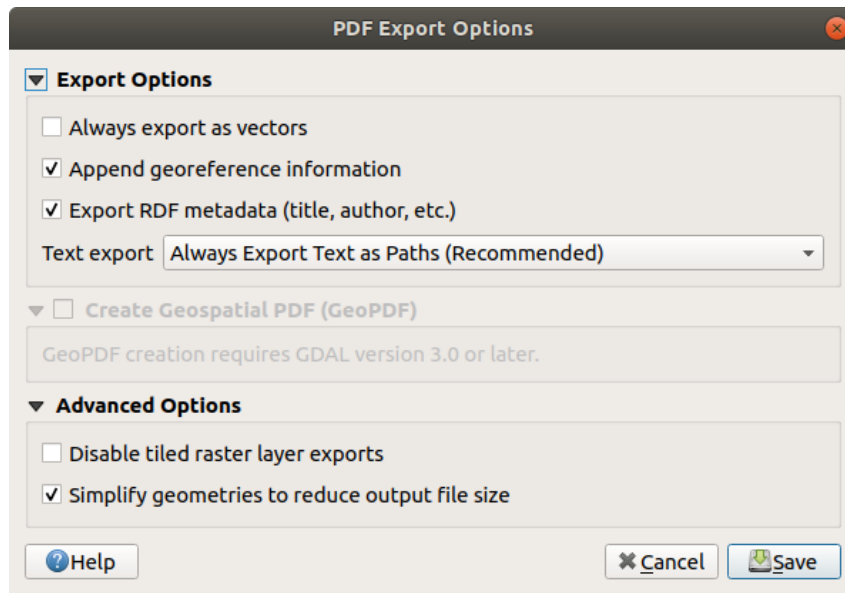 PDF Export Options
Export Options
Always export as vectors
Append georeference information
Export RDF metadata (title, author, etc.)
Text export Always Export Text as Paths (Recommended)
Create Geospatial PDF (GeoPDF)
GeoPDF creation requires GDAL version 3.0 or later.
Advanced Options
Disable tiled raster layer exports
Simplify geometries to reduce output file size
Help Cancel Save